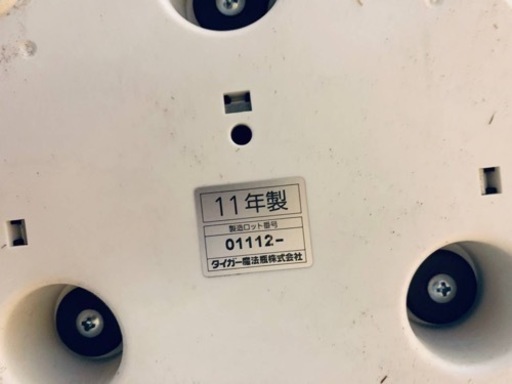 11年製
製造ロット番号
01112-
タイガー魔法瓶株式会社